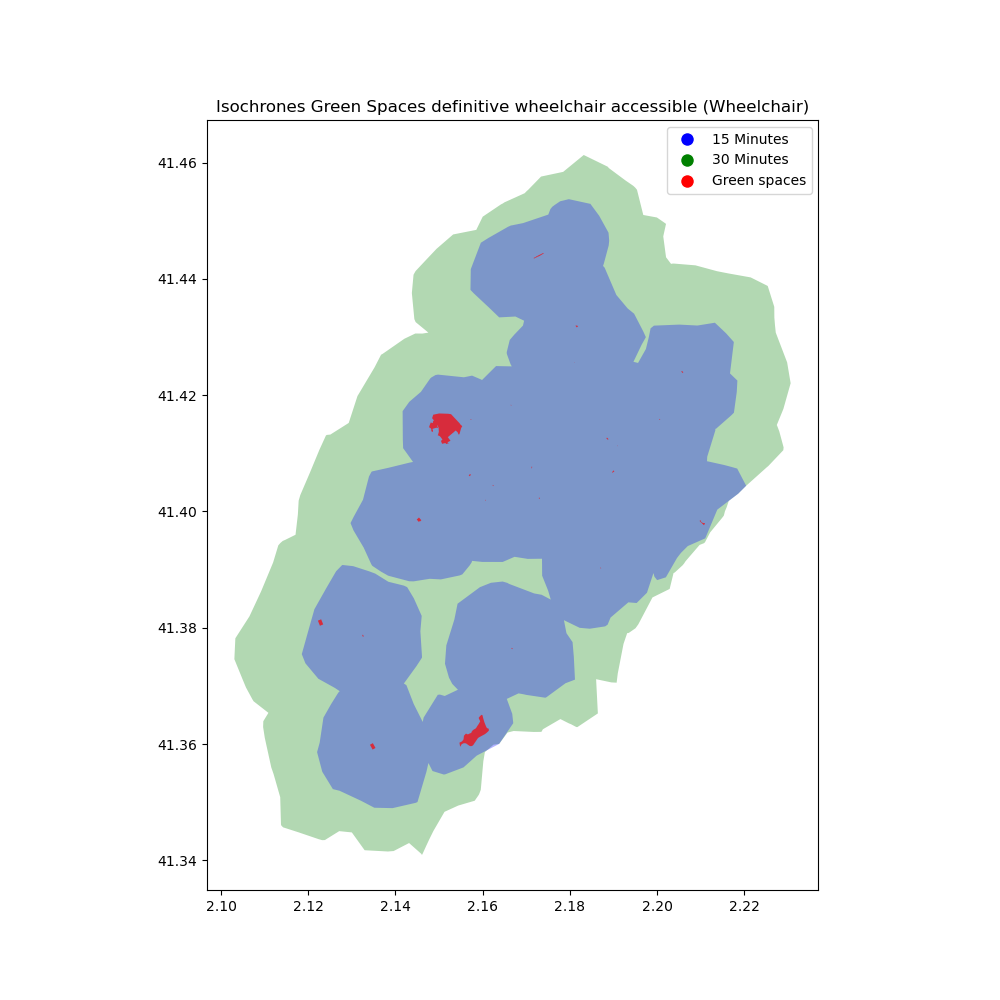 Isochrones Green Spaces definitive wheelchair accessible (Wheelchair)
15 Minutes
30 Minutes
Green spaces
41.46
41.44
41.42
41.40
41.38
41.36
41.34
2.10 2.12 2.14 2.16 2.18 2.20 2.22